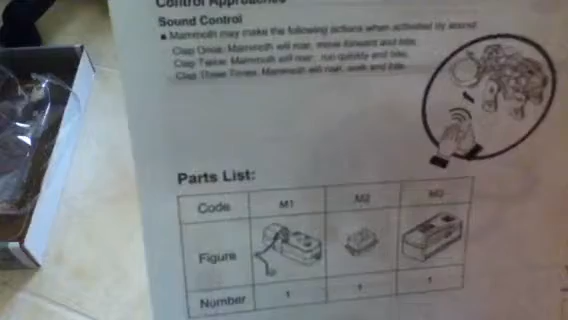 Control Approaches
Sound Control
■ Mammoth may make the following actions when activated by sound
Clap Once: Mammoth will roar, move forward and bite.
Clap Twice: Mammoth will roar, run quickly and bite.
Clap Three Times: Mammoth will roar, walk and bite.
Parts List:
Code M1 M2 M3
Figure
Number 1 1 1